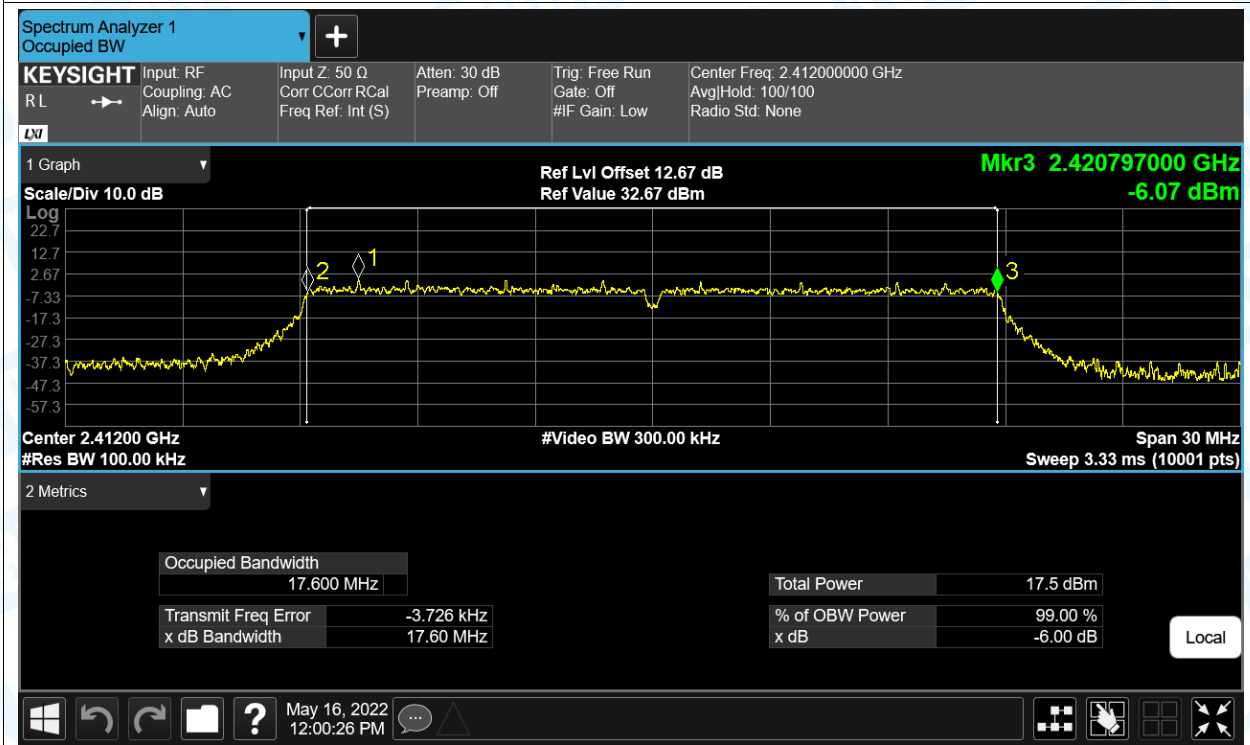 Spectrum Analyzer 1
Occupied BW
+
KEYSIGHT
R L
LXI
Input: RF
Coupling: AC
Align: Auto
Input Z: 50 Ω
Corr CCorr RCal
Freq Ref: Int (S)
Atten: 30 dB
Preamp: Off
Trig: Free Run
Gate: Off
#IF Gain: Low
Center Freq: 2.412000000 GHz
Avg|Hold: 100/100
Radio Std: None
1 Graph
Scale/Div 10.0 dB
Ref Lvl Offset 12.67 dB
Ref Value 32.67 dBm
Mkr3 2.420797000 GHz
-6.07 dBm
Log
22.7
12.7
2.67
-7.33
-17.3
-27.3
-37.3
-47.3
-57.3
2
1
3
Center 2.41200 GHz
#Res BW 100.00 kHz
#Video BW 300.00 kHz
Span 30 MHz
Sweep 3.33 ms (10001 pts)
2 Metrics
Occupied Bandwidth
17.600 MHz
Transmit Freq Error -3.726 kHz
x dB Bandwidth 17.60 MHz
Total Power 17.5 dBm
% of OBW Power 99.00 %
x dB -6.00 dB
Local
?
May 16, 2022
12:00:26 PM